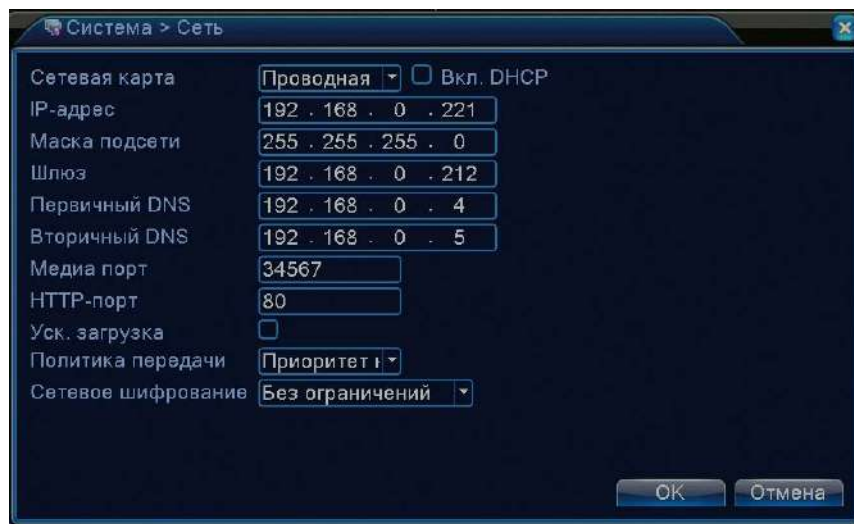 Система > Сеть
Сетевая карта Проводная Вкл. DHCP
IP-адрес 192 . 168 . 0 . 221
Маска подсети 255 . 255 . 255 . 0
Шлюз 192 . 168 . 0 . 212
Первичный DNS 192 . 168 . 0 . 4
Вторичный DNS 192 . 168 . 0 . 5
Медиа порт 34567
HTTP-порт 80
Уск. загрузка
Политика передачи Приоритет
Сетевое шифрование Без ограничений
OK Отмена